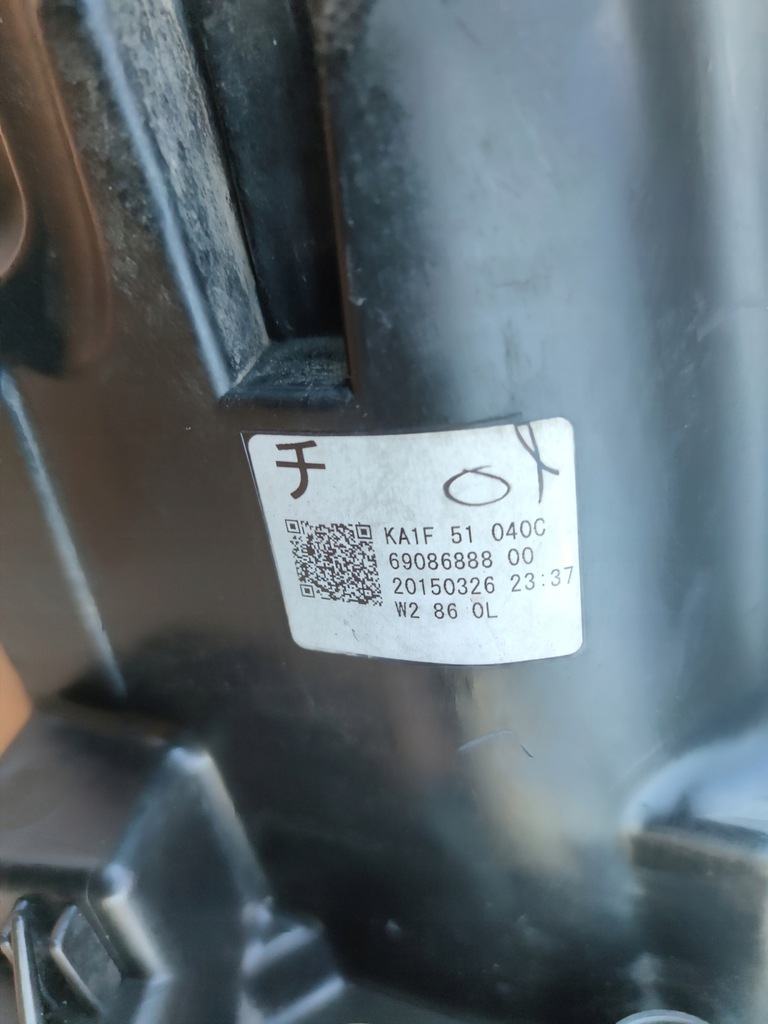 チ
KA1F 51 040C
69086888 00
20150326 23:37
W2 86 0L